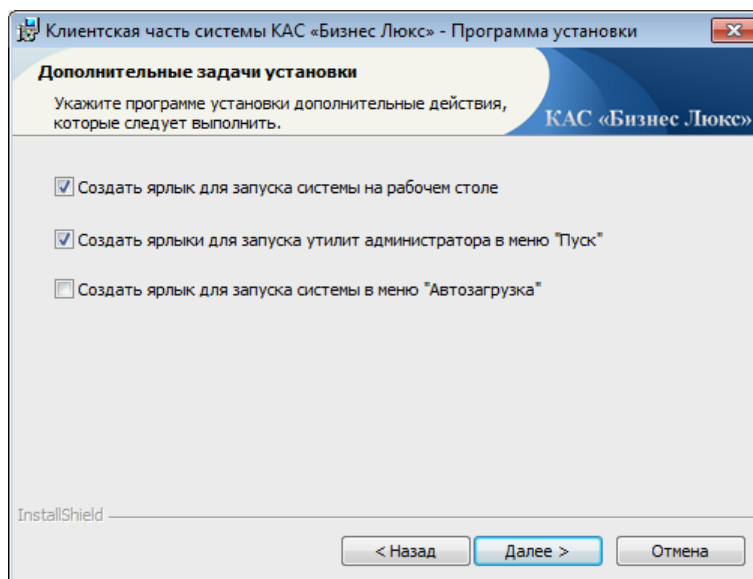 Клиентская часть системы КАС «Бизнес Люкс» - Программа установки
Дополнительные задачи установки
Укажите программе установки дополнительные действия,
которые следует выполнить.
КАС «Бизнес Люкс»
Создать ярлык для запуска системы на рабочем столе
Создать ярлыки для запуска утилит администратора в меню "Пуск"
Создать ярлык для запуска системы в меню "Автозагрузка"
InstallShield
< Назад
Далее >
Отмена